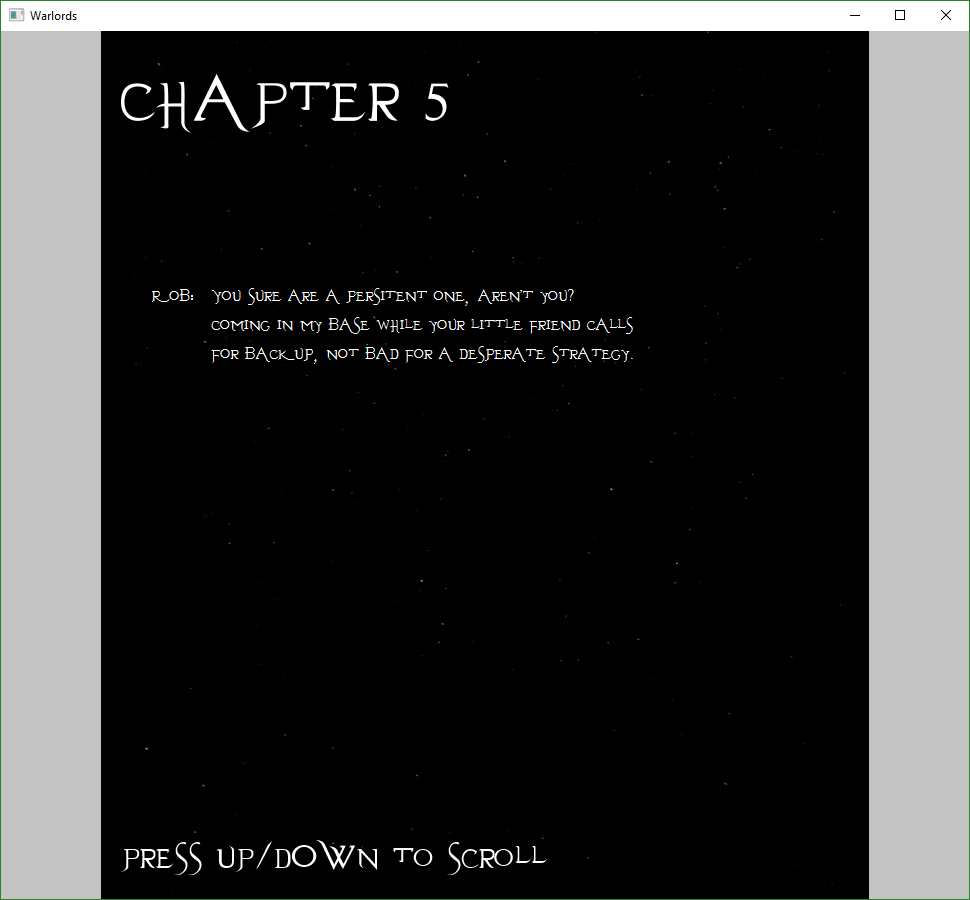 Warlords
CHAPTER 5
ROB: YOU SURE ARE A PERSITENT ONE, AREN'T YOU?
COMING IN MY BASE WHILE YOUR LITTLE FRIEND CALLS
FOR BACK UP, NOT BAD FOR A DESPERATE STRATEGY.
PRESS UP/DOWN TO SCROLL